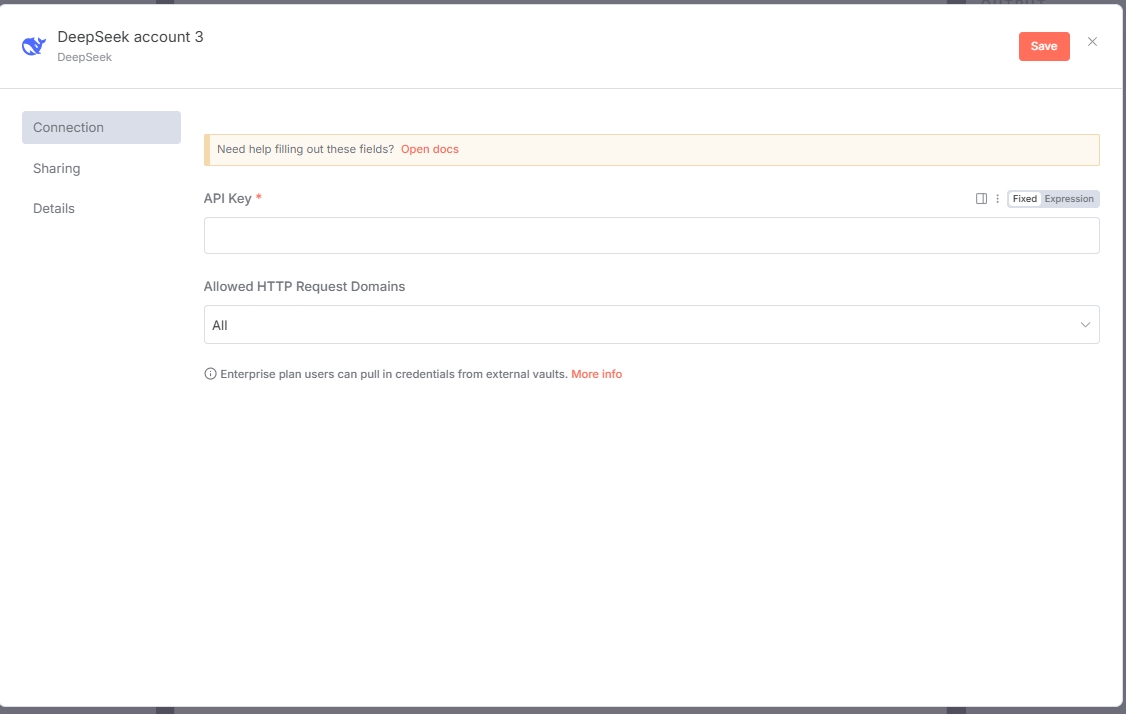 DeepSeek account 3
DeepSeek
Save
Connection
Sharing
Details
Need help filling out these fields? Open docs
API Key *
Fixed Expression
Allowed HTTP Request Domains
All
Enterprise plan users can pull in credentials from external vaults. More info